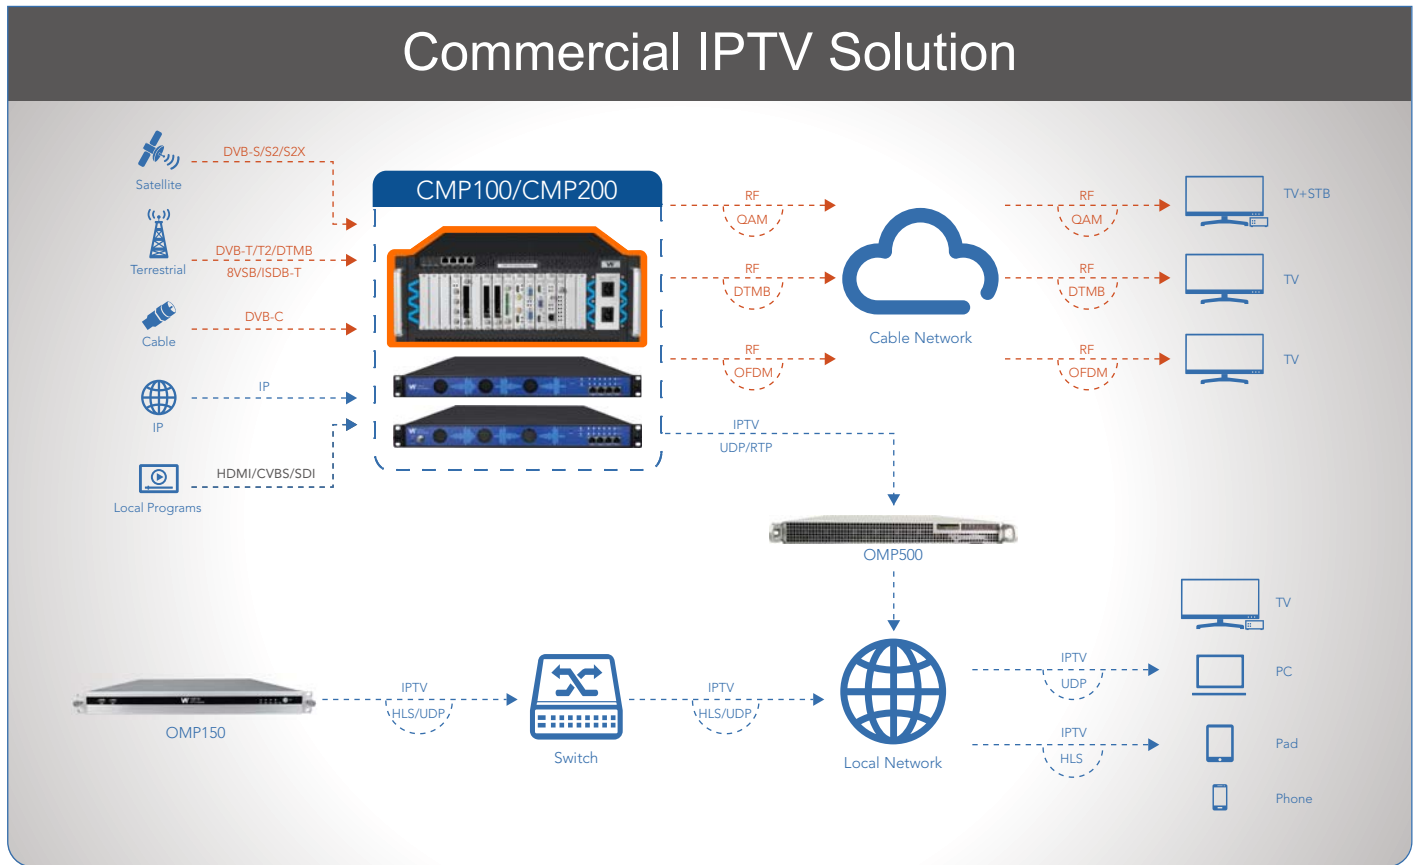 Commercial IPTV Solution
DVB-S/S2/S2X
Satellite
DVB-T/T2/DTMB
8VSB/ISDB-T
Terrestrial
DVB-C
Cable
IP
IP
HDMI/CVBS/SDI
Local Programs
CMP100/CMP200
RF
QAM
RF
DTMB
RF
OFDM
IPTV
UDP/RTP
Cable Network
RF
QAM
RF
DTMB
RF
OFDM
TV+STB
TV
TV
OMP500
OMP150
IPTV
HLS/UDP
Switch
IPTV
HLS/UDP
Local Network
IPTV
UDP
IPTV
HLS
TV
PC
Pad
Phone